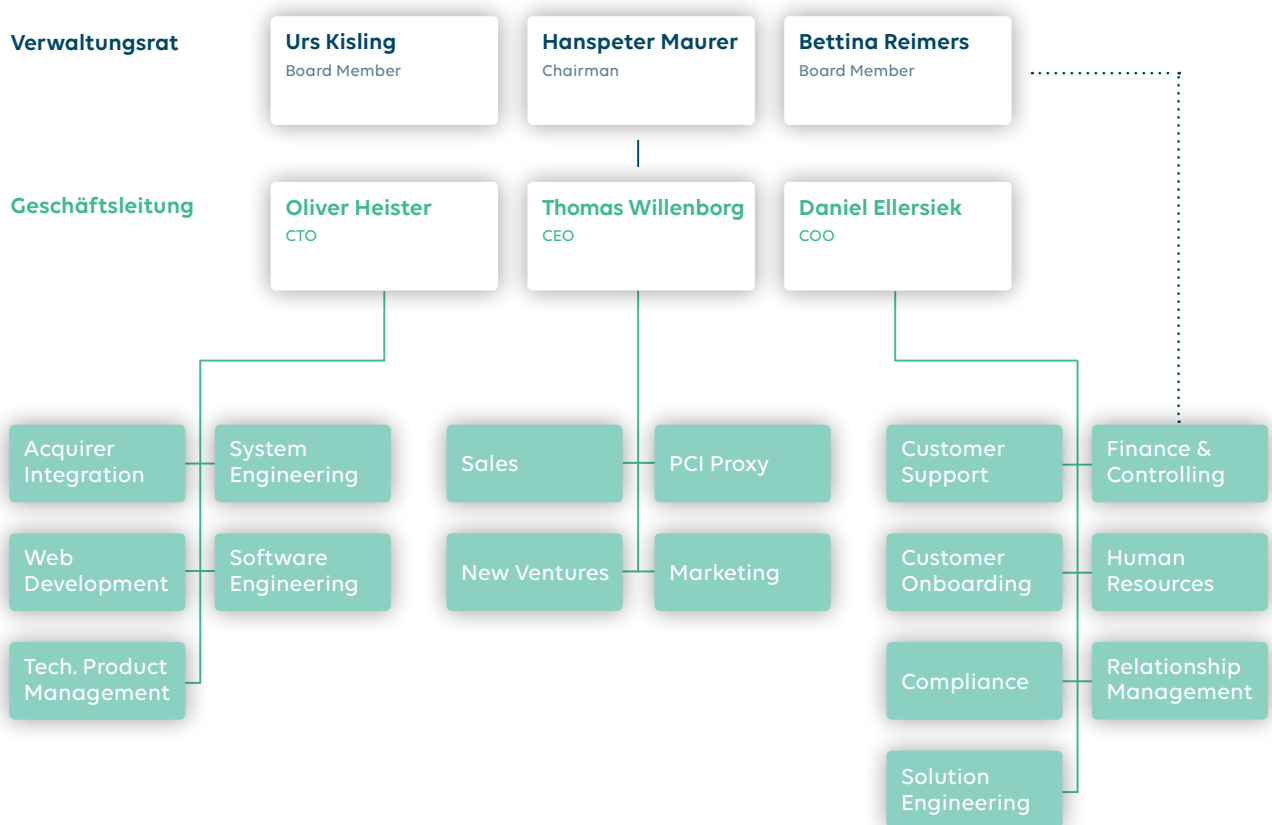 Verwaltungsrat
Urs Kisling
Board Member
Hanspeter Maurer
Chairman
Bettina Reimers
Board Member
Geschäftsleitung
Oliver Heister
CTO
Thomas Willenborg
CEO
Daniel Ellersiek
COO
Acquirer
Integration
System
Engineering
Web
Development
Software
Engineering
Tech. Product
Management
Sales
PCI Proxy
New Ventures
Marketing
Customer
Support
Finance &
Controlling
Customer
Onboarding
Human
Resources
Compliance
Relationship
Management
Solution
Engineering